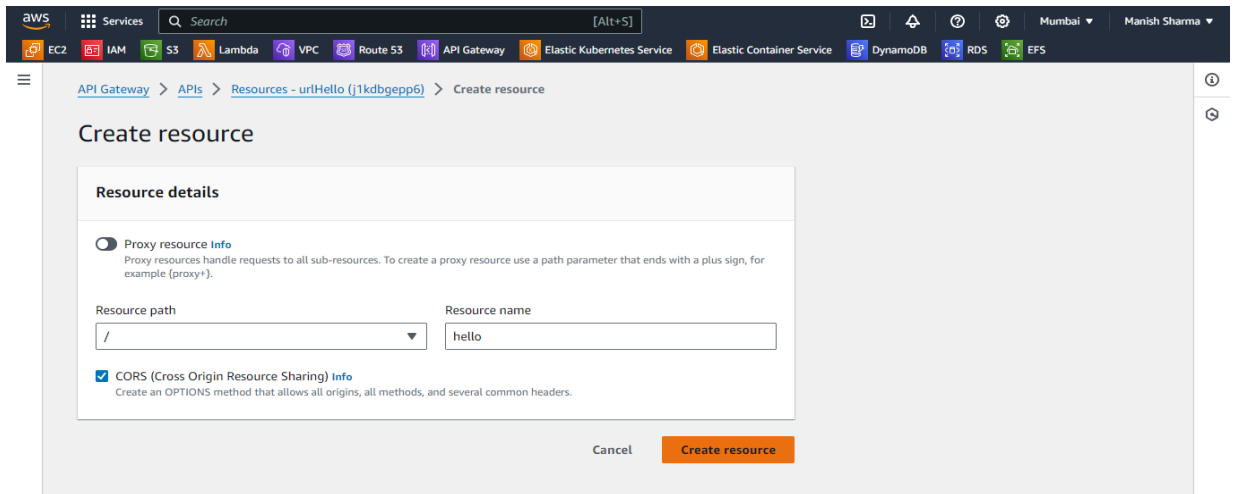 aws Services Search [Alt+S] Mumbai ▼ Manish Sharma ▼
EC2 IAM S3 Lambda VPC Route 53 API Gateway Elastic Kubernetes Service Elastic Container Service DynamoDB RDS EFS
API Gateway > APIs > Resources - urlHello (j1kdbgepp6) > Create resource
Create resource
Resource details
Proxy resource Info
Proxy resources handle requests to all sub-resources. To create a proxy resource use a path parameter that ends with a plus sign, for
example {proxy+}.
Resource path Resource name
/ hello
CORS (Cross Origin Resource Sharing) Info
Create an OPTIONS method that allows all origins, all methods, and several common headers.
Cancel Create resource